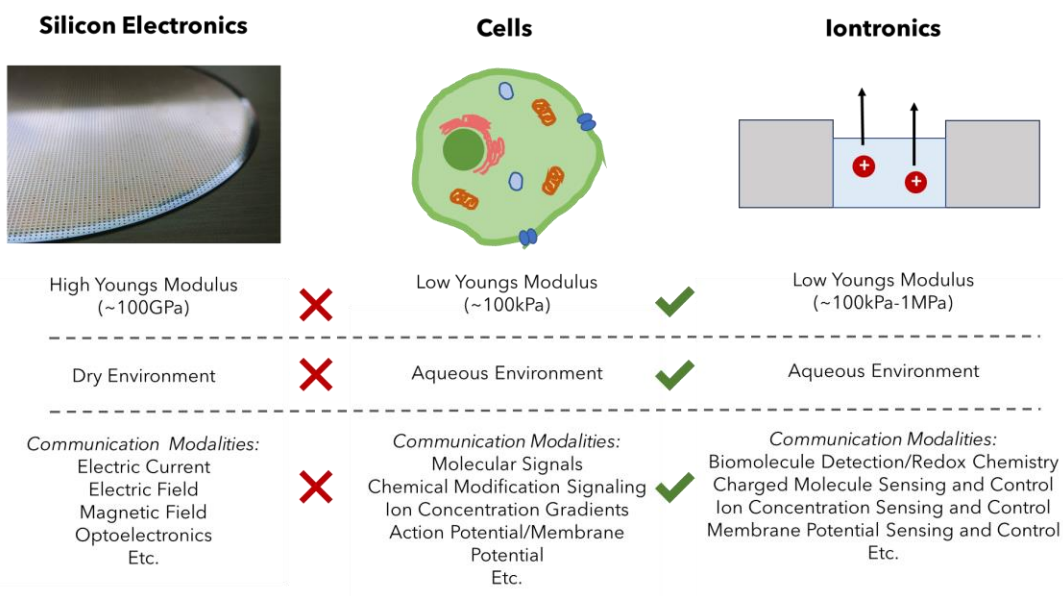 Silicon Electronics
Cells
Iontronics
+
+
High Youngs Modulus
(~100GPa)
Low Youngs Modulus
(~100kPa)
Low Youngs Modulus
(~100kPa-1MPa)
Dry Environment
Aqueous Environment
Aqueous Environment
Communication Modalities:
Electric Current
Electric Field
Magnetic Field
Optoelectronics
Etc.
Communication Modalities:
Molecular Signals
Chemical Modification Signaling
Ion Concentration Gradients
Action Potential/Membrane
Potential
Etc.
Communication Modalities:
Biomolecule Detection/Redox Chemistry
Charged Molecule Sensing and Control
Ion Concentration Sensing and Control
Membrane Potential Sensing and Control
Etc.